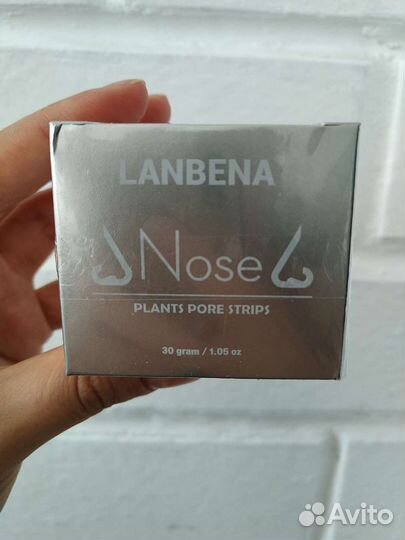 LANBENA
Nose
PLANTS PORE STRIPS
30 gram / 1.05 oz
Avito